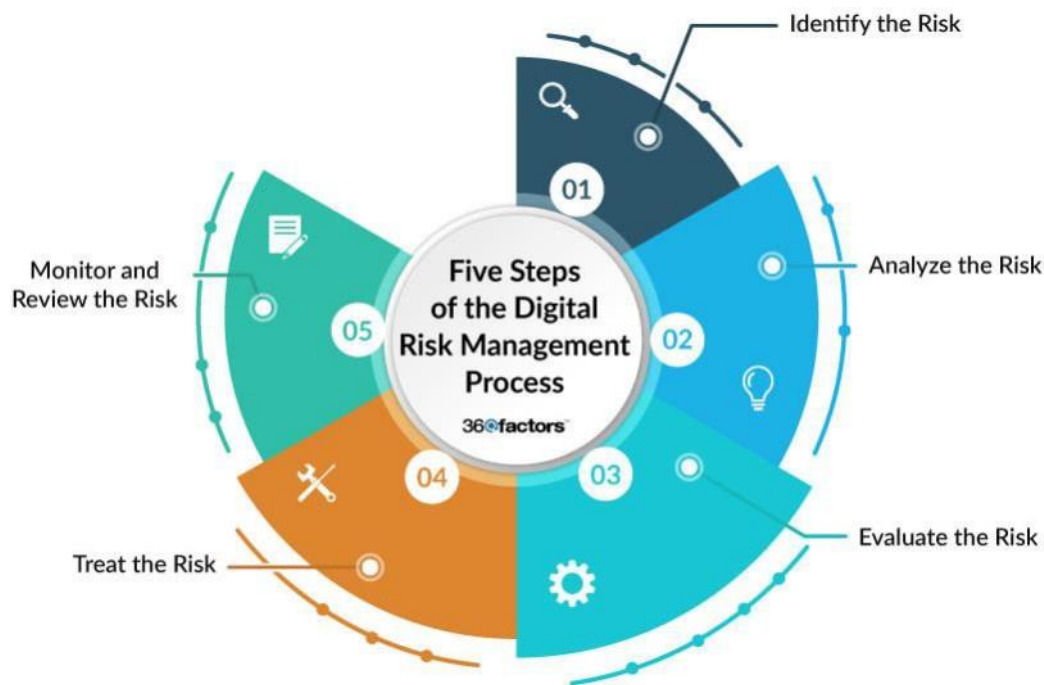 Five Steps
of the Digital
Risk Management
Process
360factors™
01
Identify the Risk
02
Analyze the Risk
03
Evaluate the Risk
04
Treat the Risk
05
Monitor and
Review the Risk